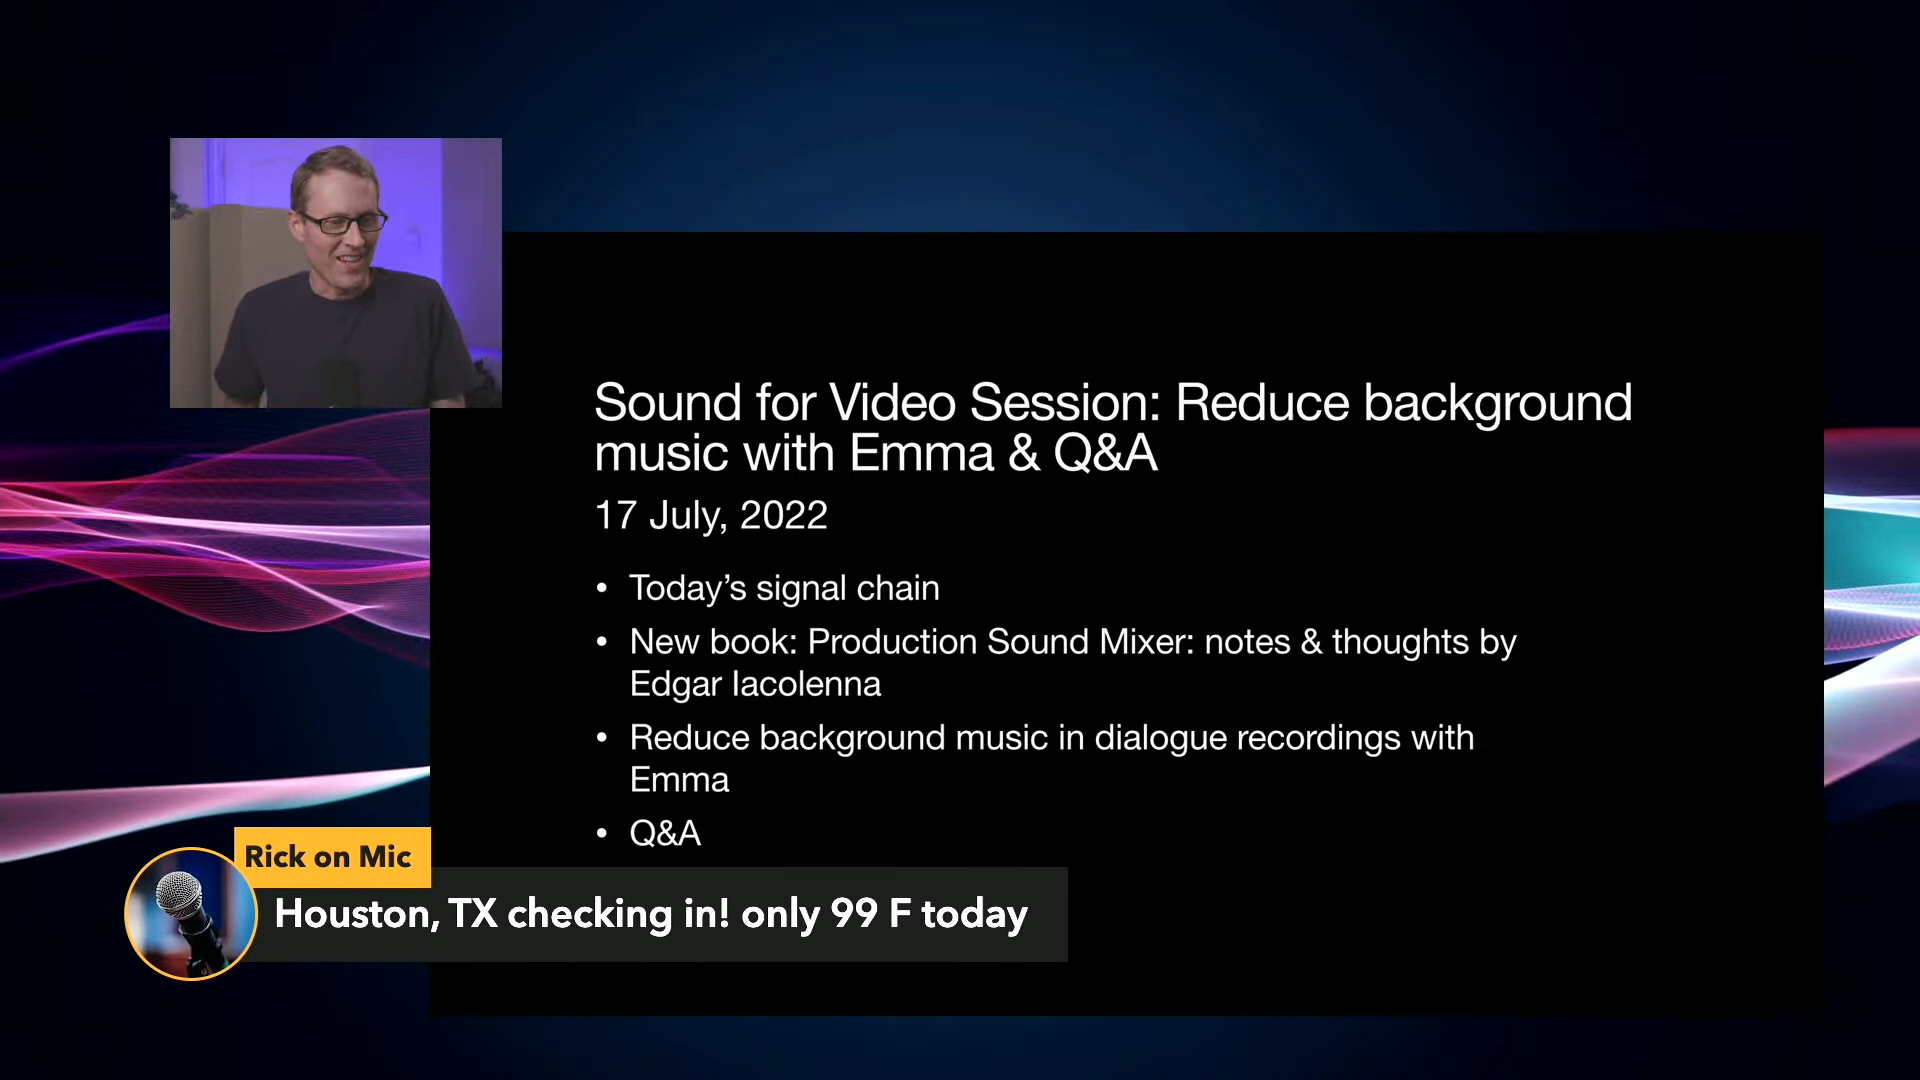 Sound for Video Session: Reduce background
music with Emma & Q&A
17 July, 2022
• Today’s signal chain
• New book: Production Sound Mixer: notes & thoughts by
Edgar Iacolenna
• Reduce background music in dialogue recordings with
Emma
• Q&A
Rick on Mic
Houston, TX checking in! only 99 F today